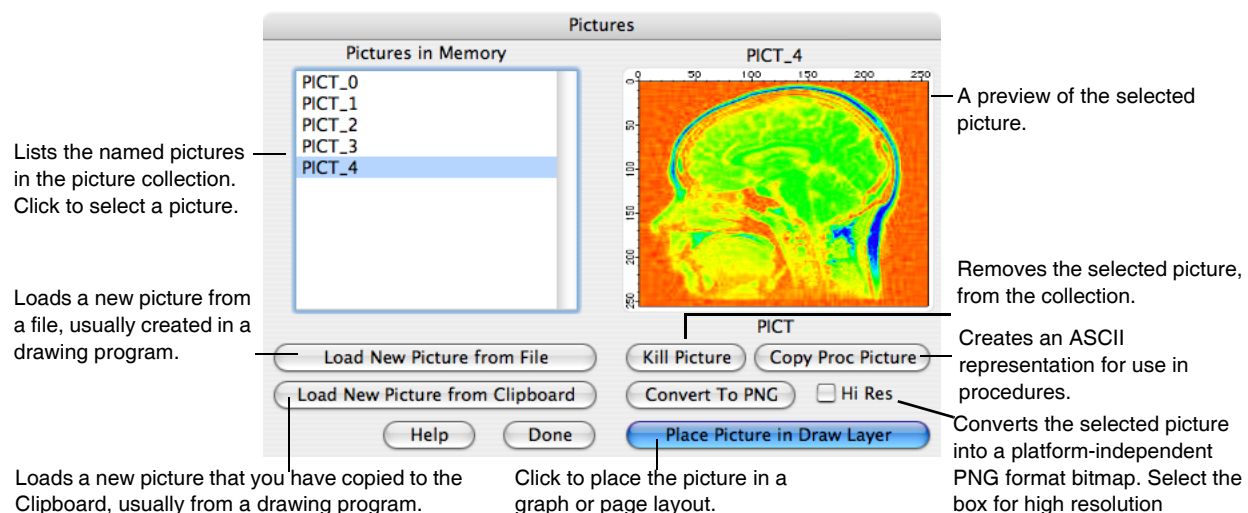 Pictures
Pictures in Memory
PICT_0
PICT_1
PICT_2
PICT_3
PICT_4
PICT_4
0 50 100 150 200 250
0
50
100
150
200
250
PICT
Load New Picture from File
Load New Picture from Clipboard
Help
Done
Kill Picture
Copy Proc Picture
Convert To PNG
Hi Res
Place Picture in Draw Layer
Lists the named pictures
in the picture collection.
Click to select a picture.
Loads a new picture from
a file, usually created in a
drawing program.
Loads a new picture that you have copied to the
Clipboard, usually from a drawing program.
Click to place the picture in a
graph or page layout.
A preview of the selected
picture.
Removes the selected picture,
from the collection.
Creates an ASCII
representation for use in
procedures.
Converts the selected picture
into a platform-independent
PNG format bitmap. Select the
box for high resolution